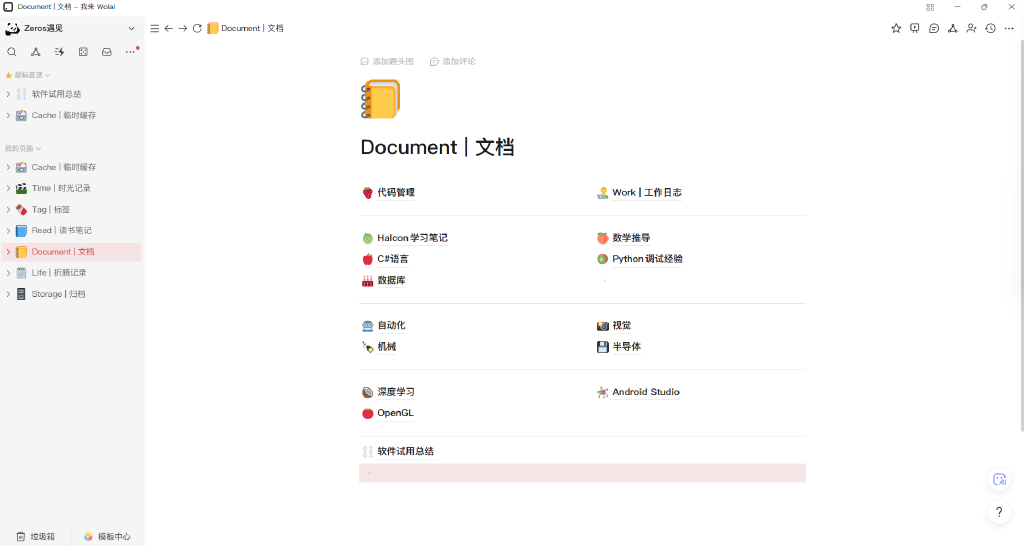 Document | 文档 - 我来 Wolai
Zeros遇见
Document | 文档
星标置顶
软件试用总结
Cache | 临时缓存
我的页面
Cache | 临时缓存
Time | 时光记录
Tag | 标签
Read | 读书笔记
Document | 文档
Life | 折腾记录
Storage | 归档
垃圾箱
模板中心
添加题头图
添加评论
Document | 文档
代码管理
Work | 工作日志
Halcon 学习笔记
数学推导
C#语言
Python 调试经验
数据库
自动化
视觉
机械
半导体
深度学习
Android Studio
OpenGL
软件试用总结
AI
?